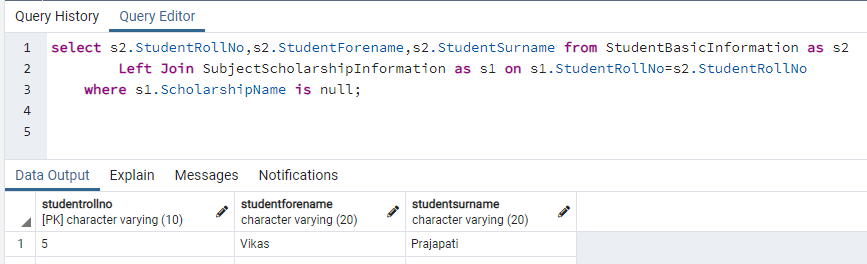 Query History Query Editor
1 select s2.StudentRollNo,s2.StudentForename,s2.StudentSurname from StudentBasicInformation as s2
2 Left Join SubjectScholarshipInformation as s1 on s1.StudentRollNo=s2.StudentRollNo
3 where s1.ScholarshipName is null;
4
5
Data Output Explain Messages Notifications
studentrollno studentforename studentsurname
[PK] character varying (10) character varying (20) character varying (20)
1 5 Vikas Prajapati